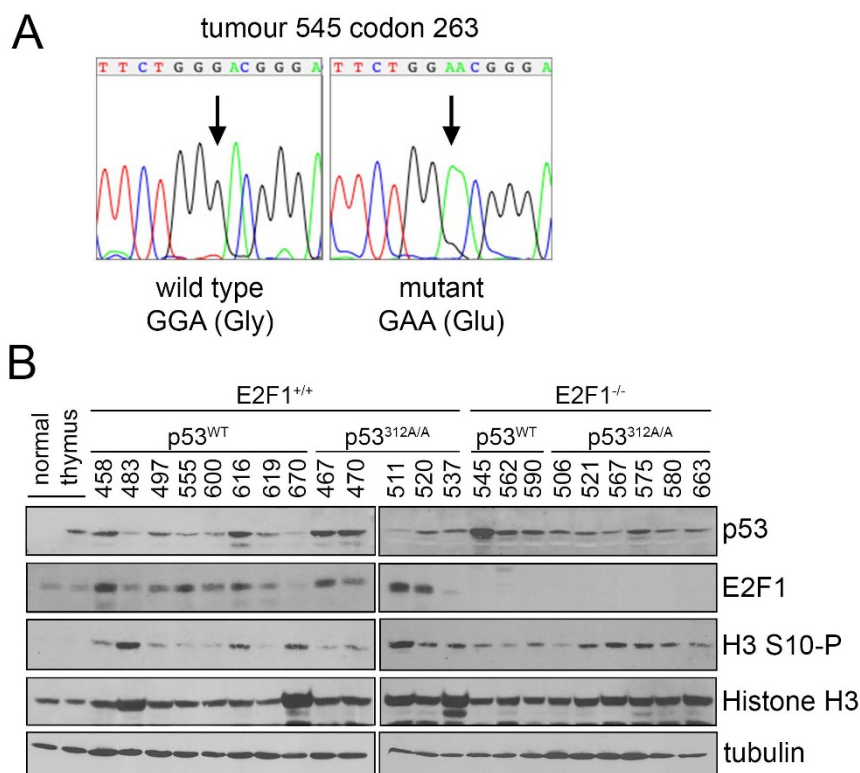 A
tumour 545 codon 263
T T C T G G G A C G G G A
T T C T G G A A C G G G A
wild type
GGA (Gly)
mutant
GAA (Glu)
B
E2F1+/+
E2F1-/-
p53WT
p53312A/A
p53WT
p53312A/A
normal
thymus
458
483
497
555
600
616
619
670
467
470
511
520
537
545
562
590
506
521
567
575
580
663
p53
E2F1
H3 S10-P
Histone H3
tubulin